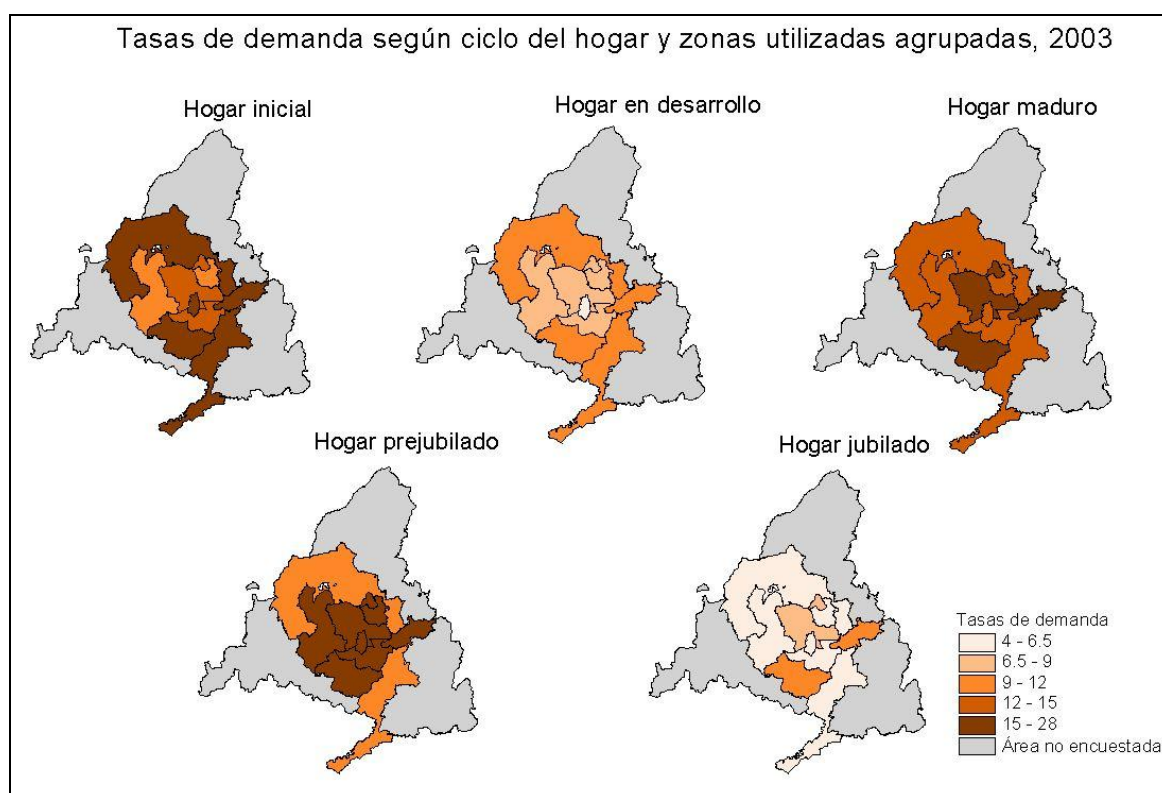 Tasas de demanda según ciclo del hogar y zonas utilizadas agrupadas, 2003
Hogar inicial
Hogar en desarrollo
Hogar maduro
Hogar prejubilado
Hogar jubilado
Tasas de demanda
4 - 6.5
6.5 - 9
9 - 12
12 - 15
15 - 28
Área no encuestada